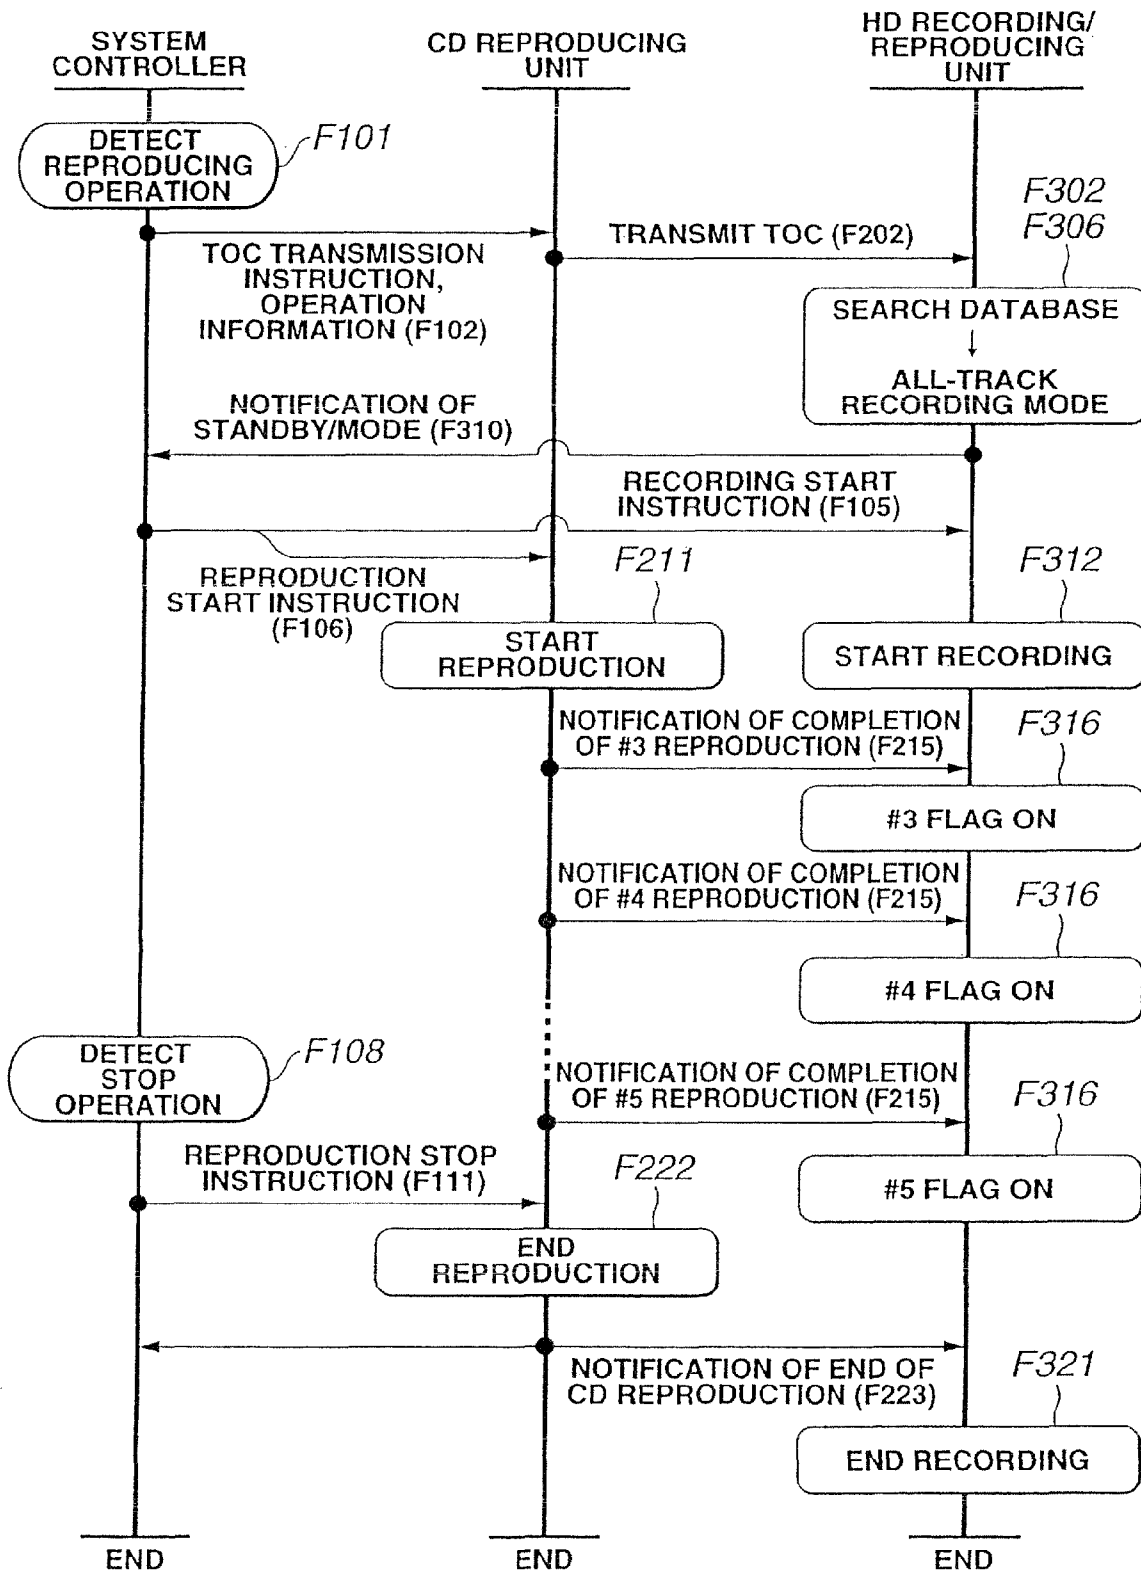 SYSTEM
CONTROLLER
CD REPRODUCING
UNIT
HD RECORDING/
REPRODUCING
UNIT
DETECT
REPRODUCING
OPERATION
F101
TOC TRANSMISSION
INSTRUCTION,
OPERATION
INFORMATION (F102)
TRANSMIT TOC (F202)
F302
F306
SEARCH DATABASE
ALL-TRACK
RECORDING MODE
NOTIFICATION OF
STANDBY/MODE (F310)
RECORDING START
INSTRUCTION (F105)
REPRODUCTION
START INSTRUCTION
(F106)
F211
START
REPRODUCTION
F312
START RECORDING
NOTIFICATION OF COMPLETION
OF #3 REPRODUCTION (F215)
F316
#3 FLAG ON
NOTIFICATION OF COMPLETION
OF #4 REPRODUCTION (F215)
F316
#4 FLAG ON
DETECT
STOP
OPERATION
F108
NOTIFICATION OF COMPLETION
OF #5 REPRODUCTION (F215)
F316
#5 FLAG ON
REPRODUCTION STOP
INSTRUCTION (F111)
F222
END
REPRODUCTION
NOTIFICATION OF END OF
CD REPRODUCTION (F223)
F321
END RECORDING
END
END
END